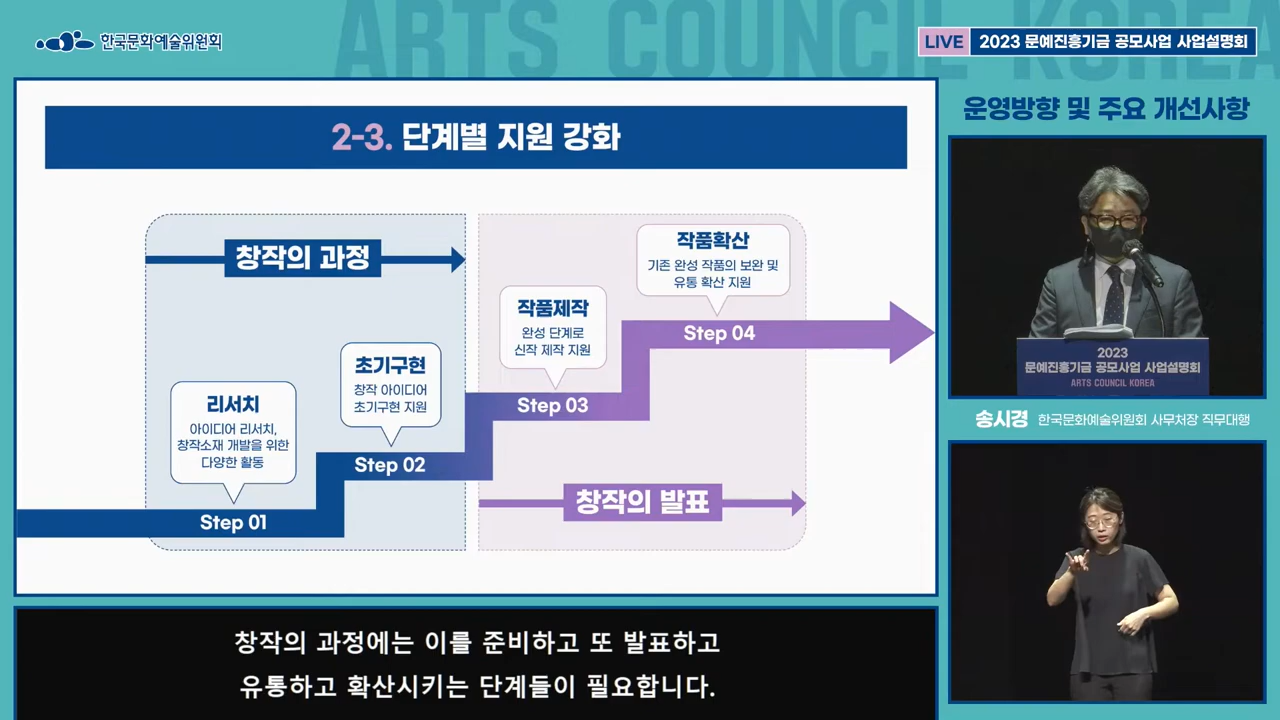 ARTS COUNCIL KOREA
한국문화예술위원회
LIVE 2023 문예진흥기금 공모사업 사업설명회
2-3. 단계별 지원 강화
창작의 과정
리서치
아이디어 리서치,
창작소재 개발을 위한
다양한 활동
Step 01
초기구현
창작 아이디어
초기구현 지원
Step 02
작품제작
완성 단계로
신작 제작 지원
Step 03
작품확산
기존 완성 작품의 보완 및
유통 확산 지원
Step 04
창작의 발표
운영방향 및 주요 개선사항
2023
문예진흥기금 공모사업 사업설명회
ARTS COUNCIL KOREA
송시경 한국문화예술위원회 사무처장 직무대행
창작의 과정에는 이를 준비하고 또 발표하고
유통하고 확산시키는 단계들이 필요합니다.